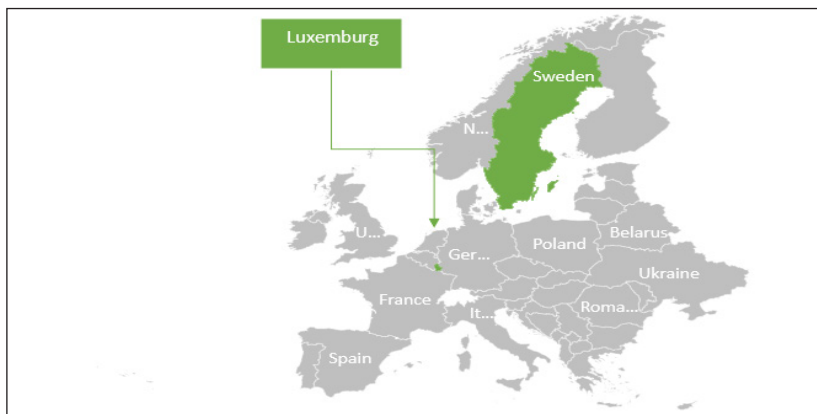 Luxemburg
Sweden
N...
U...
Ger...
Poland
Belarus
Ukraine
France
It...
Roma...
Spain